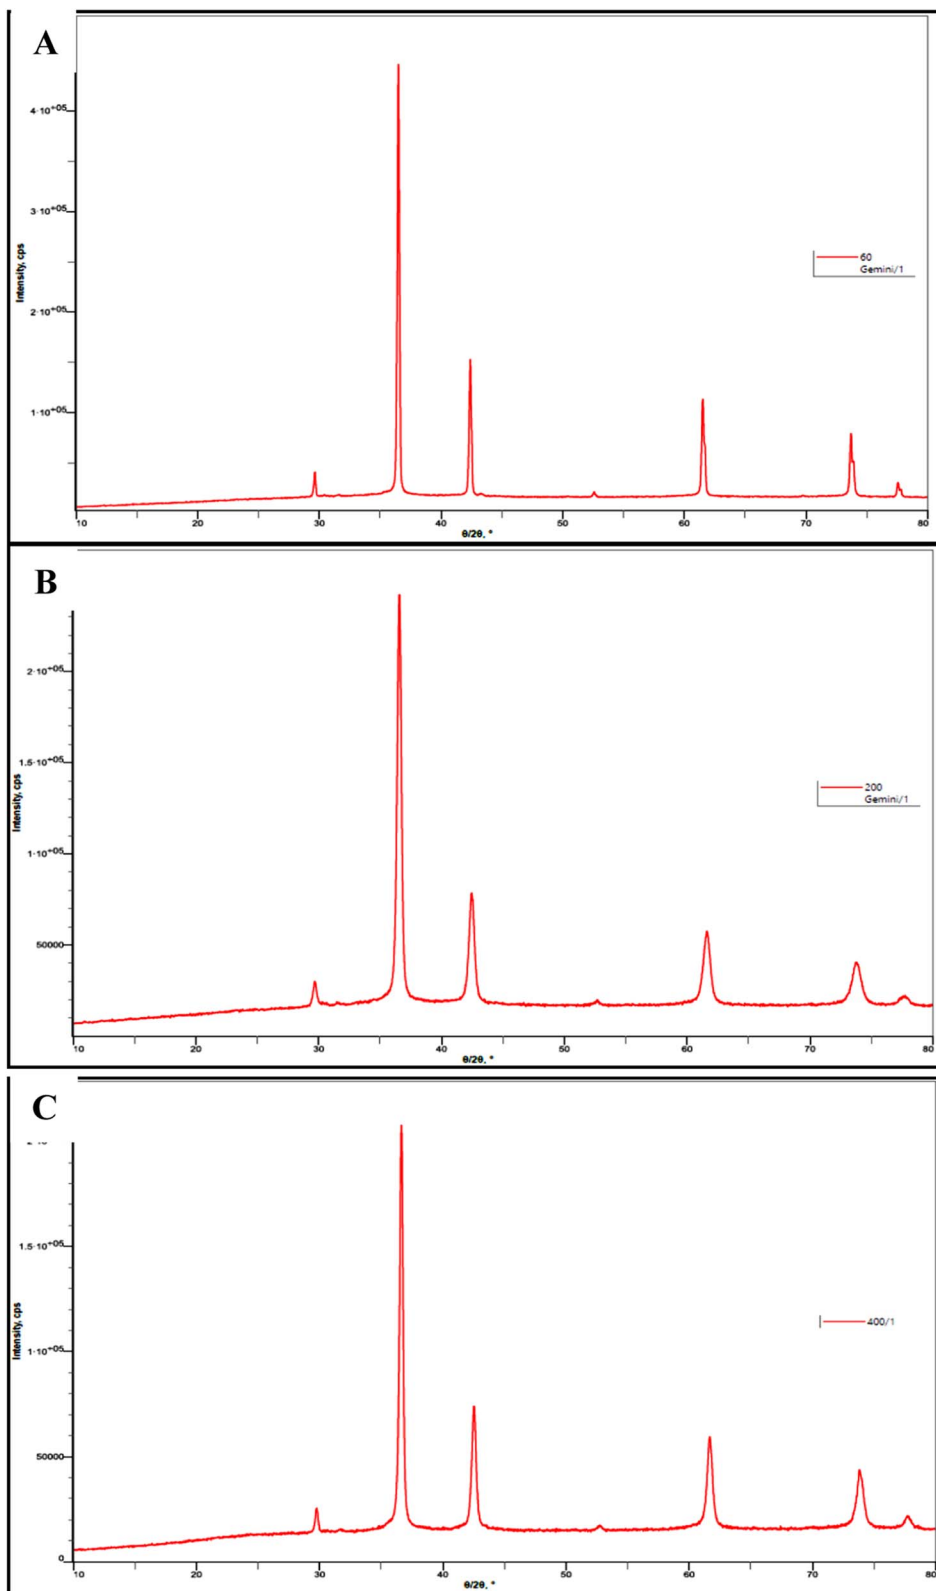 A
4·10+05
3·10+05
2·10+05
1·10+05
Intensity, cps
60
Gemini/1
10 20 30 40 50 60 70 80
θ/2θ, °
B
2·10+05
1.5·10+05
1·10+05
50000
Intensity, cps
200
Gemini/1
10 20 30 40 50 60 70 80
θ/2θ, °
C
1.5·10+05
1·10+05
50000
0
Intensity, cps
400/1
10 20 30 40 50 60 70 80
θ/2θ, °